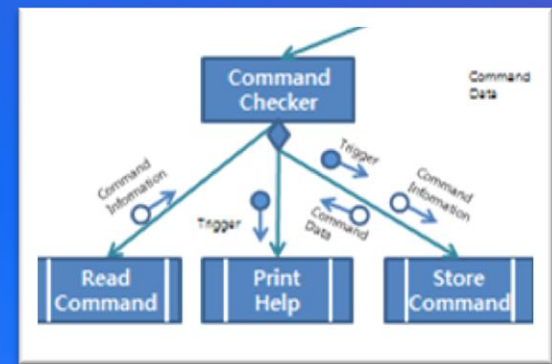 Command
Checker
Command
Data
Command
Information
Trigger
Trigger
Command
Data
Command
Information
Read
Command
Print
Help
Store
Command